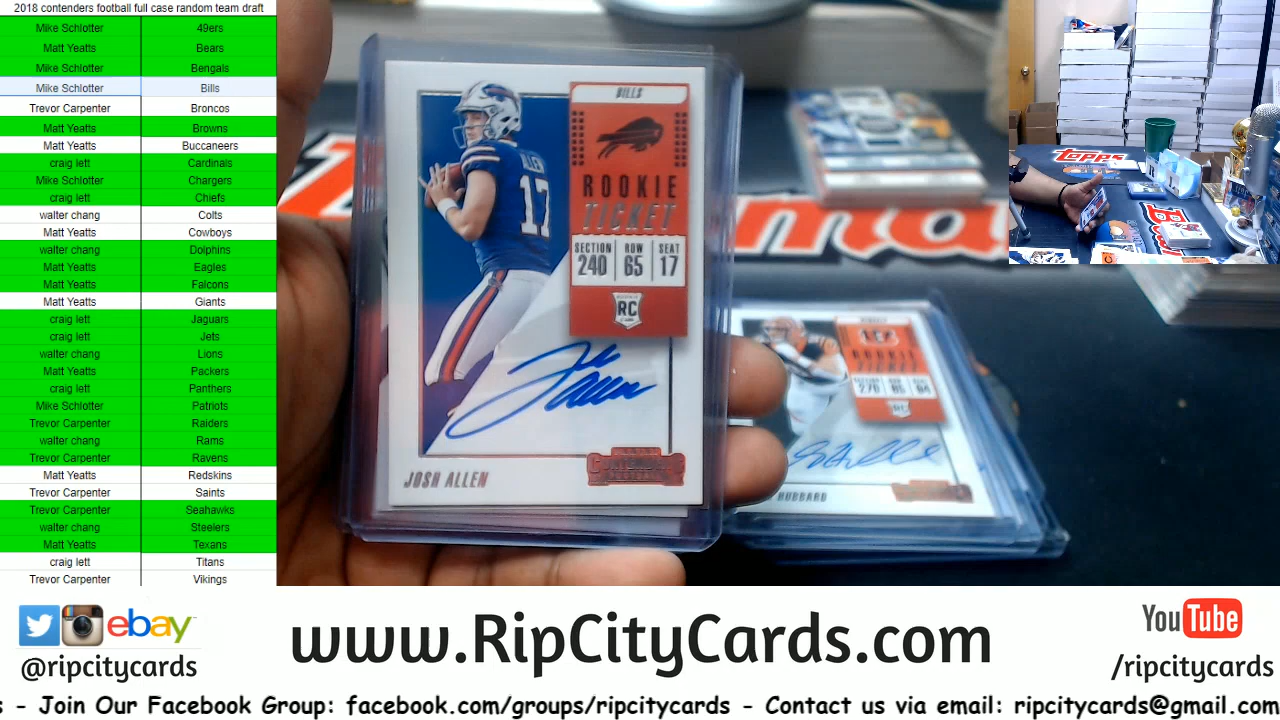 2018 contenders football full case random team draft
Mike Schlotter 49ers
Matt Yeatts Bears
Mike Schlotter Bengals
Mike Schlotter Bills
Trevor Carpenter Broncos
Matt Yeatts Browns
Matt Yeatts Buccaneers
craig lett Cardinals
Mike Schlotter Chargers
craig lett Chiefs
walter chang Colts
Matt Yeatts Cowboys
walter chang Dolphins
Matt Yeatts Eagles
Matt Yeatts Falcons
Matt Yeatts Giants
craig lett Jaguars
craig lett Jets
walter chang Lions
Matt Yeatts Packers
craig lett Panthers
Mike Schlotter Patriots
Trevor Carpenter Raiders
walter chang Rams
Trevor Carpenter Ravens
Matt Yeatts Redskins
Trevor Carpenter Saints
Trevor Carpenter Seahawks
walter chang Steelers
Matt Yeatts Texans
craig lett Titans
Trevor Carpenter Vikings
BILLS
ROOKIE
TICKET
SECTION ROW SEAT
240 65 17
RC
ALLEN
17
Josh Allen
JOSH ALLEN
CONTENDERS
ROOKIE
TICKET
RC
HUBBARD
topps
ebay
@ripcitycards
www.RipCityCards.com
YouTube
/ripcitycards
s - Join Our Facebook Group: facebook.com/groups/ripcitycards - Contact us via email: ripcitycards@gmail.com